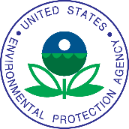 UNITED STATES
ENVIRONMENTAL PROTECTION AGENCY